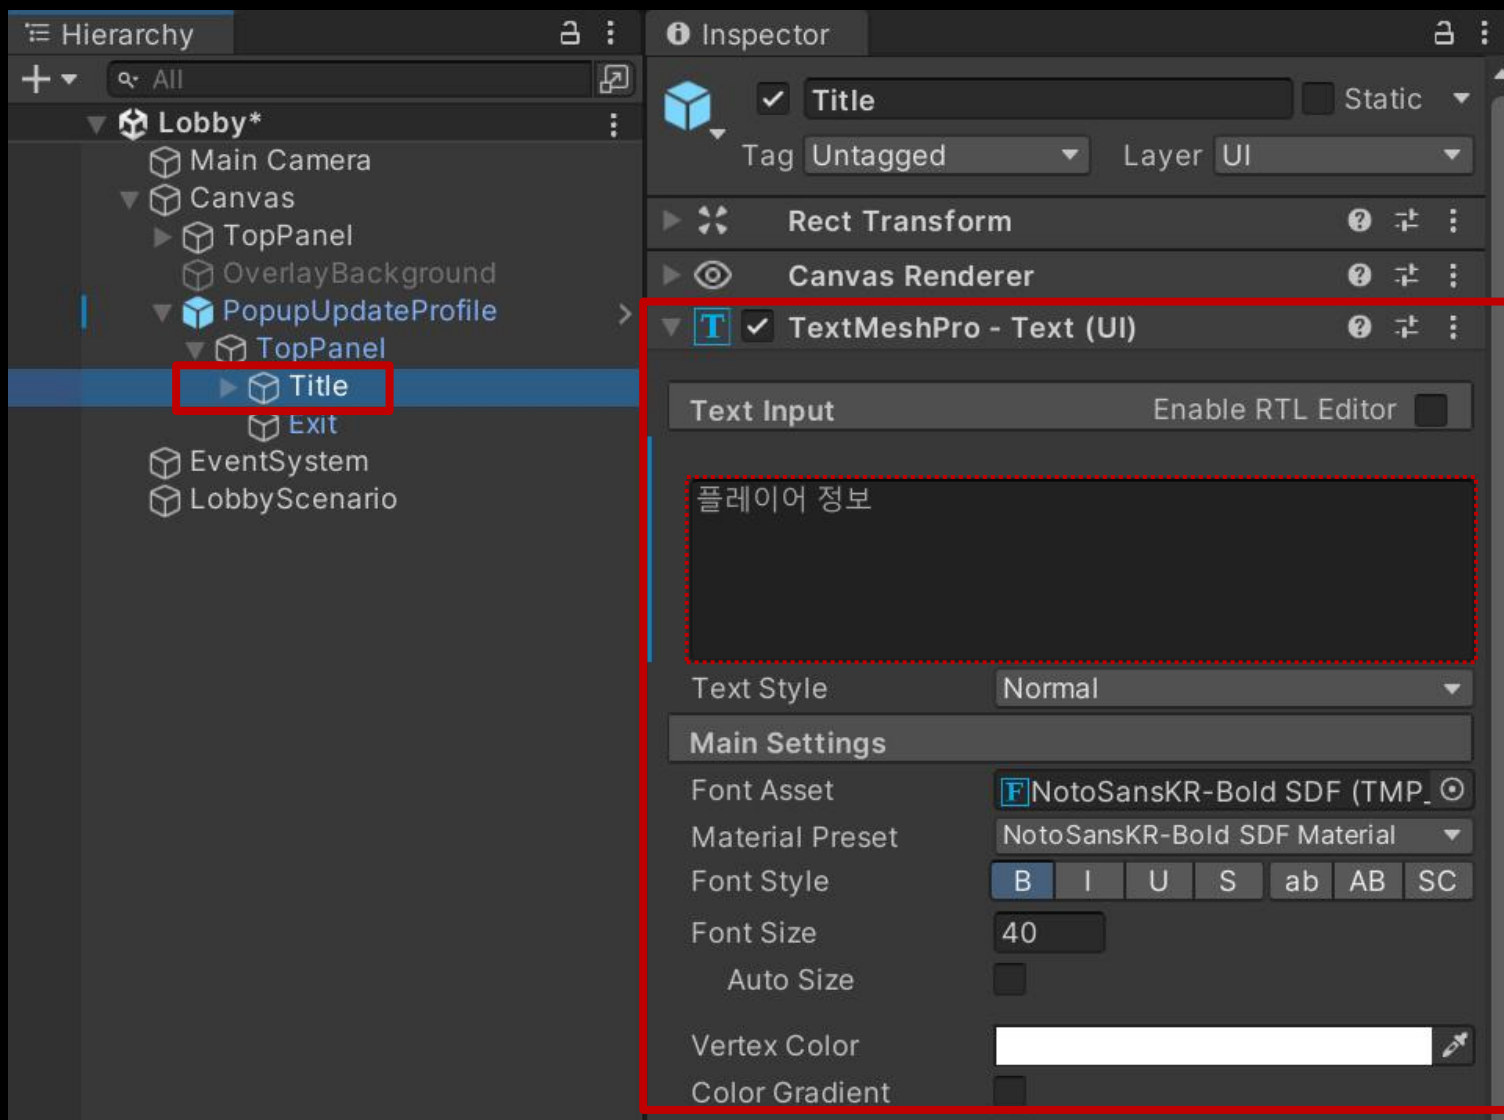 Hierarchy
All
Lobby*
Main Camera
Canvas
TopPanel
OverlayBackground
PopupUpdateProfile
TopPanel
Title
Exit
EventSystem
LobbyScenario
Inspector
Title
Static
Tag Untagged Layer UI
Rect Transform
Canvas Renderer
T TextMeshPro - Text (UI)
Text Input Enable RTL Editor
플레이어 정보
Text Style Normal
Main Settings
Font Asset F NotoSansKR-Bold SDF (TMP_
Material Preset NotoSansKR-Bold SDF Material
Font Style B I U S ab AB SC
Font Size 40
Auto Size
Vertex Color
Color Gradient